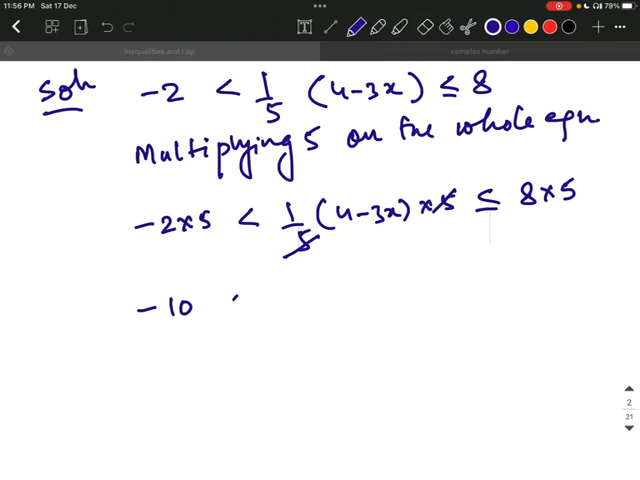 11:56 PM Sat 17 Dec
79%
inequalities and Lpp
complex number
Soln -2 < 1/5 (4-3x) ≤ 8
Multiplying 5 on the whole eqn
-2×5 < 1/5 (4-3x) ×5 ≤ 8×5
-10
2
21